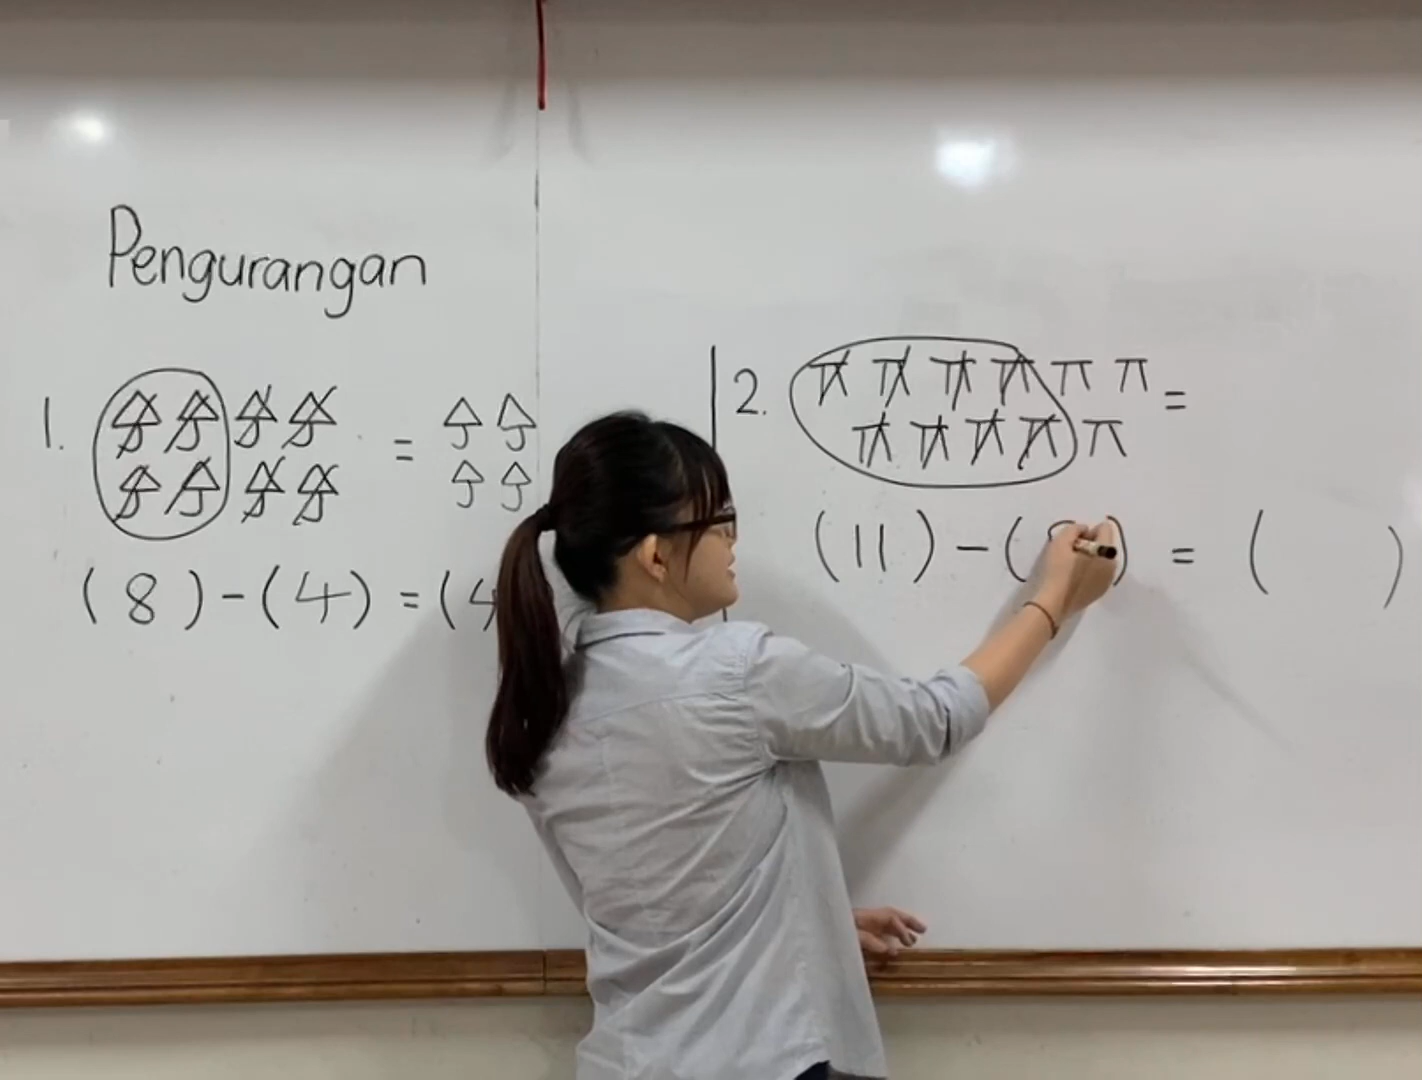 Pengurangan
1. =
(8) - (4) = (4
2. =
(11) - ( ) = ( )